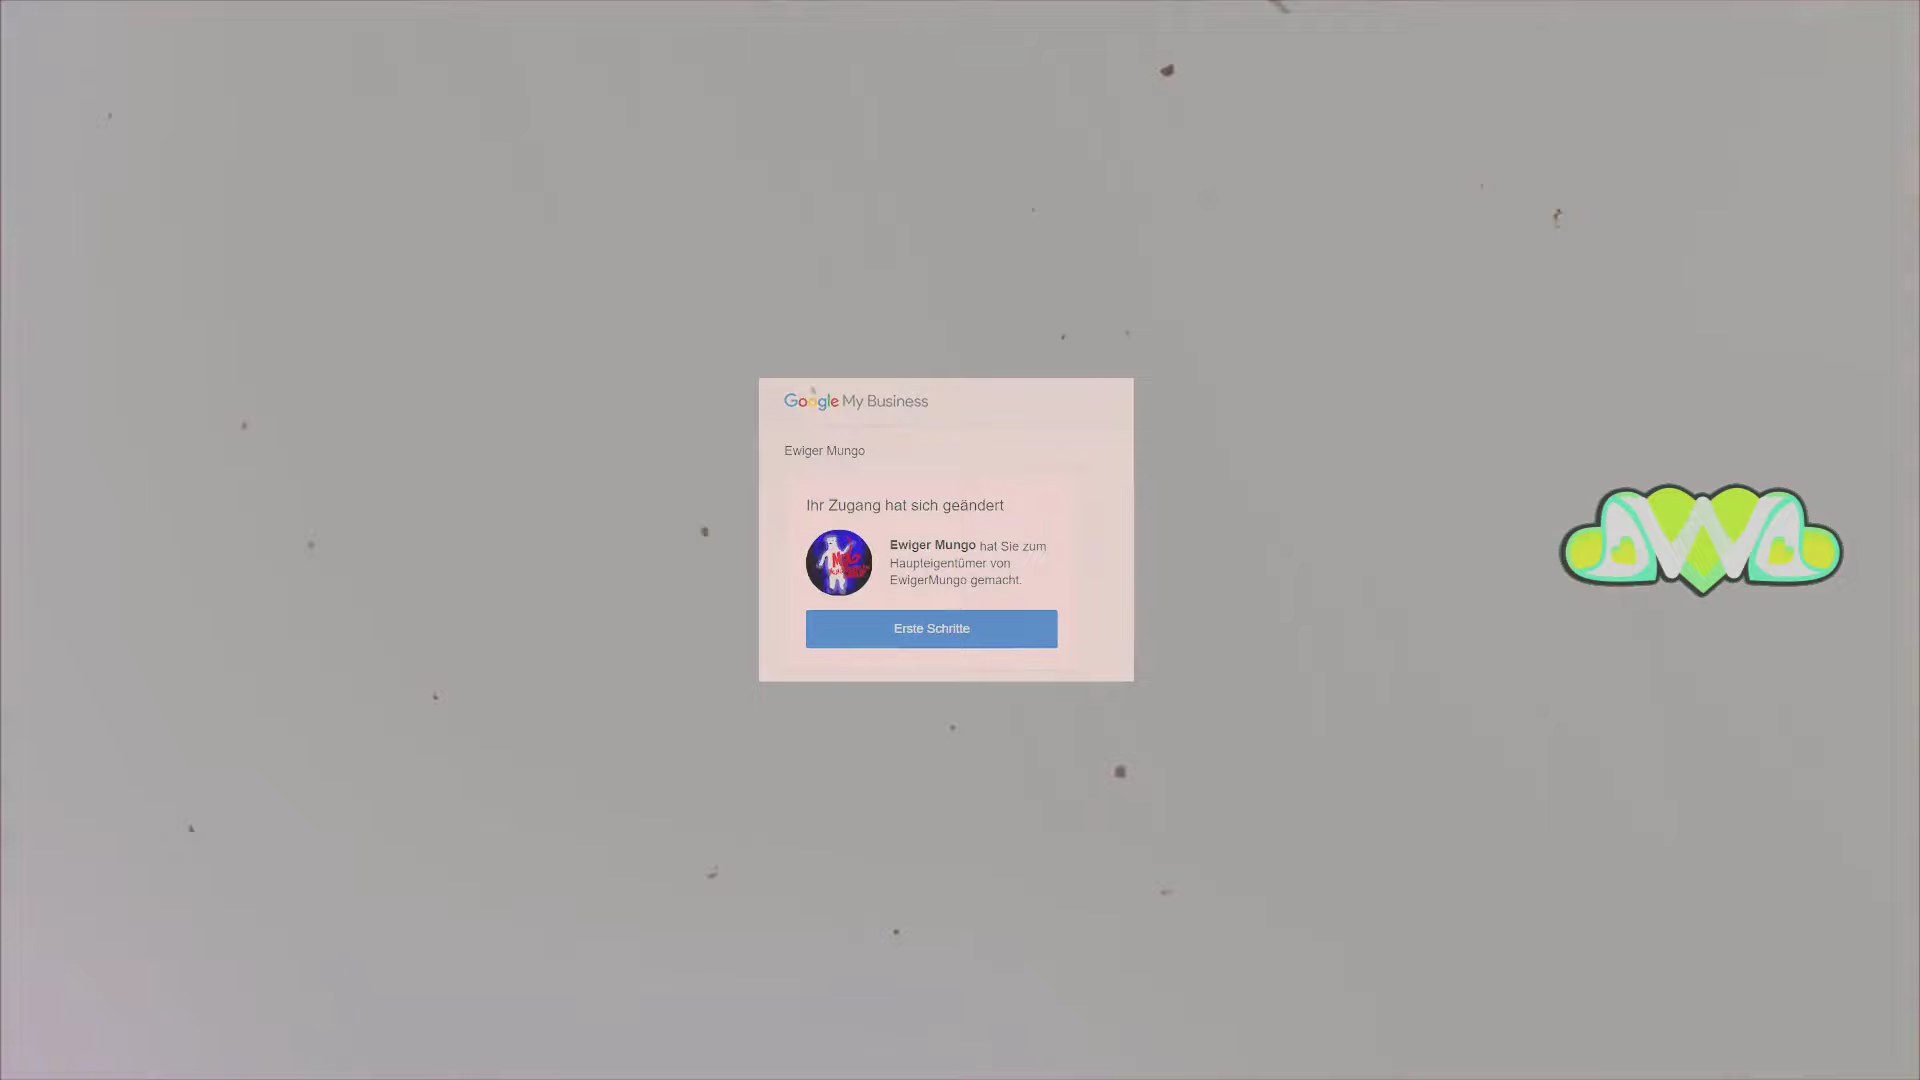 Google My Business
Ewiger Mungo
Ihr Zugang hat sich geändert
Ewiger Mungo hat Sie zum
Haupteigentümer von
EwigerMungo gemacht.
Erste Schritte